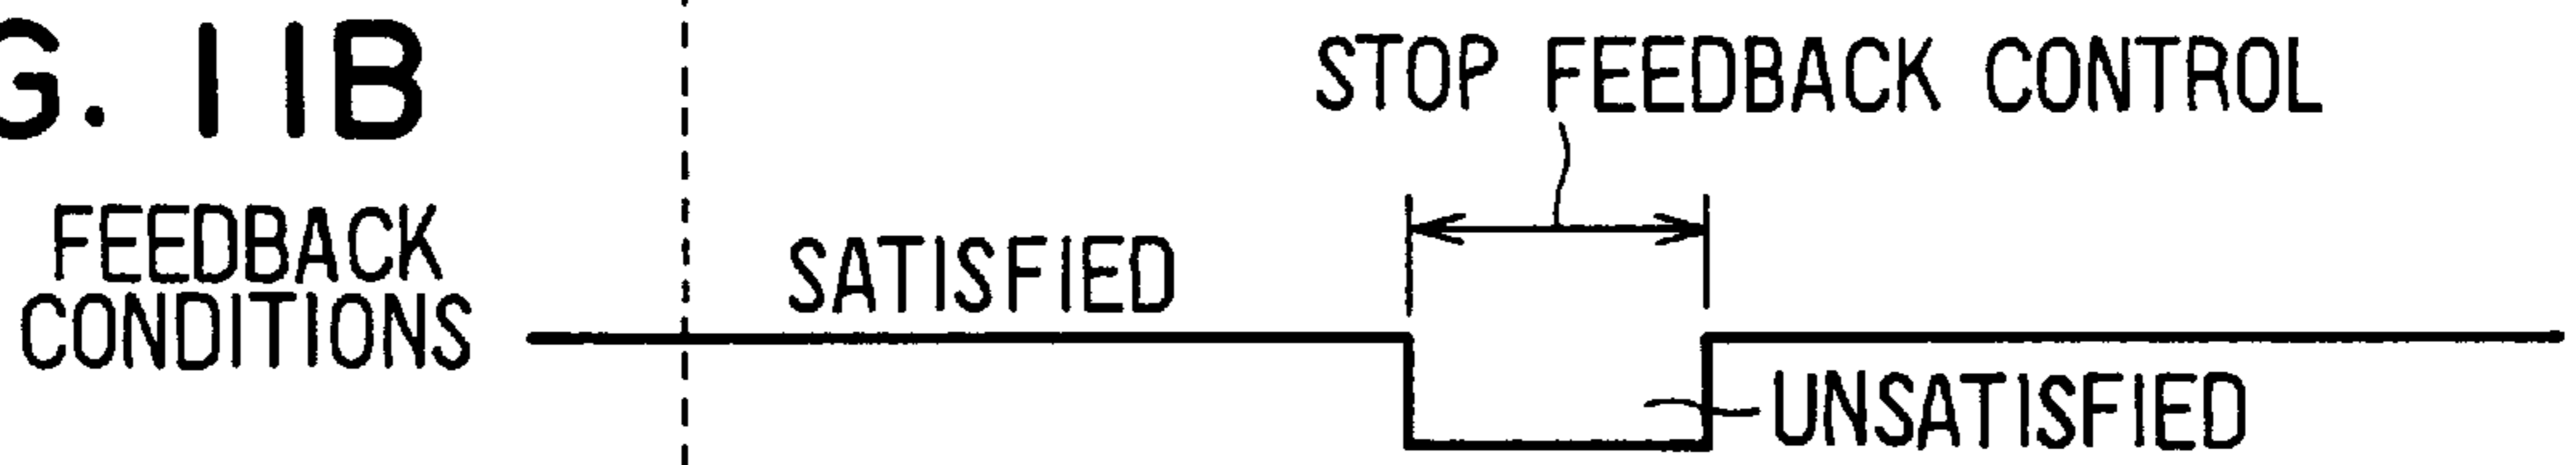 G. 11B
STOP FEEDBACK CONTROL
FEEDBACK
CONDITIONS
SATISFIED
UNSATISFIED